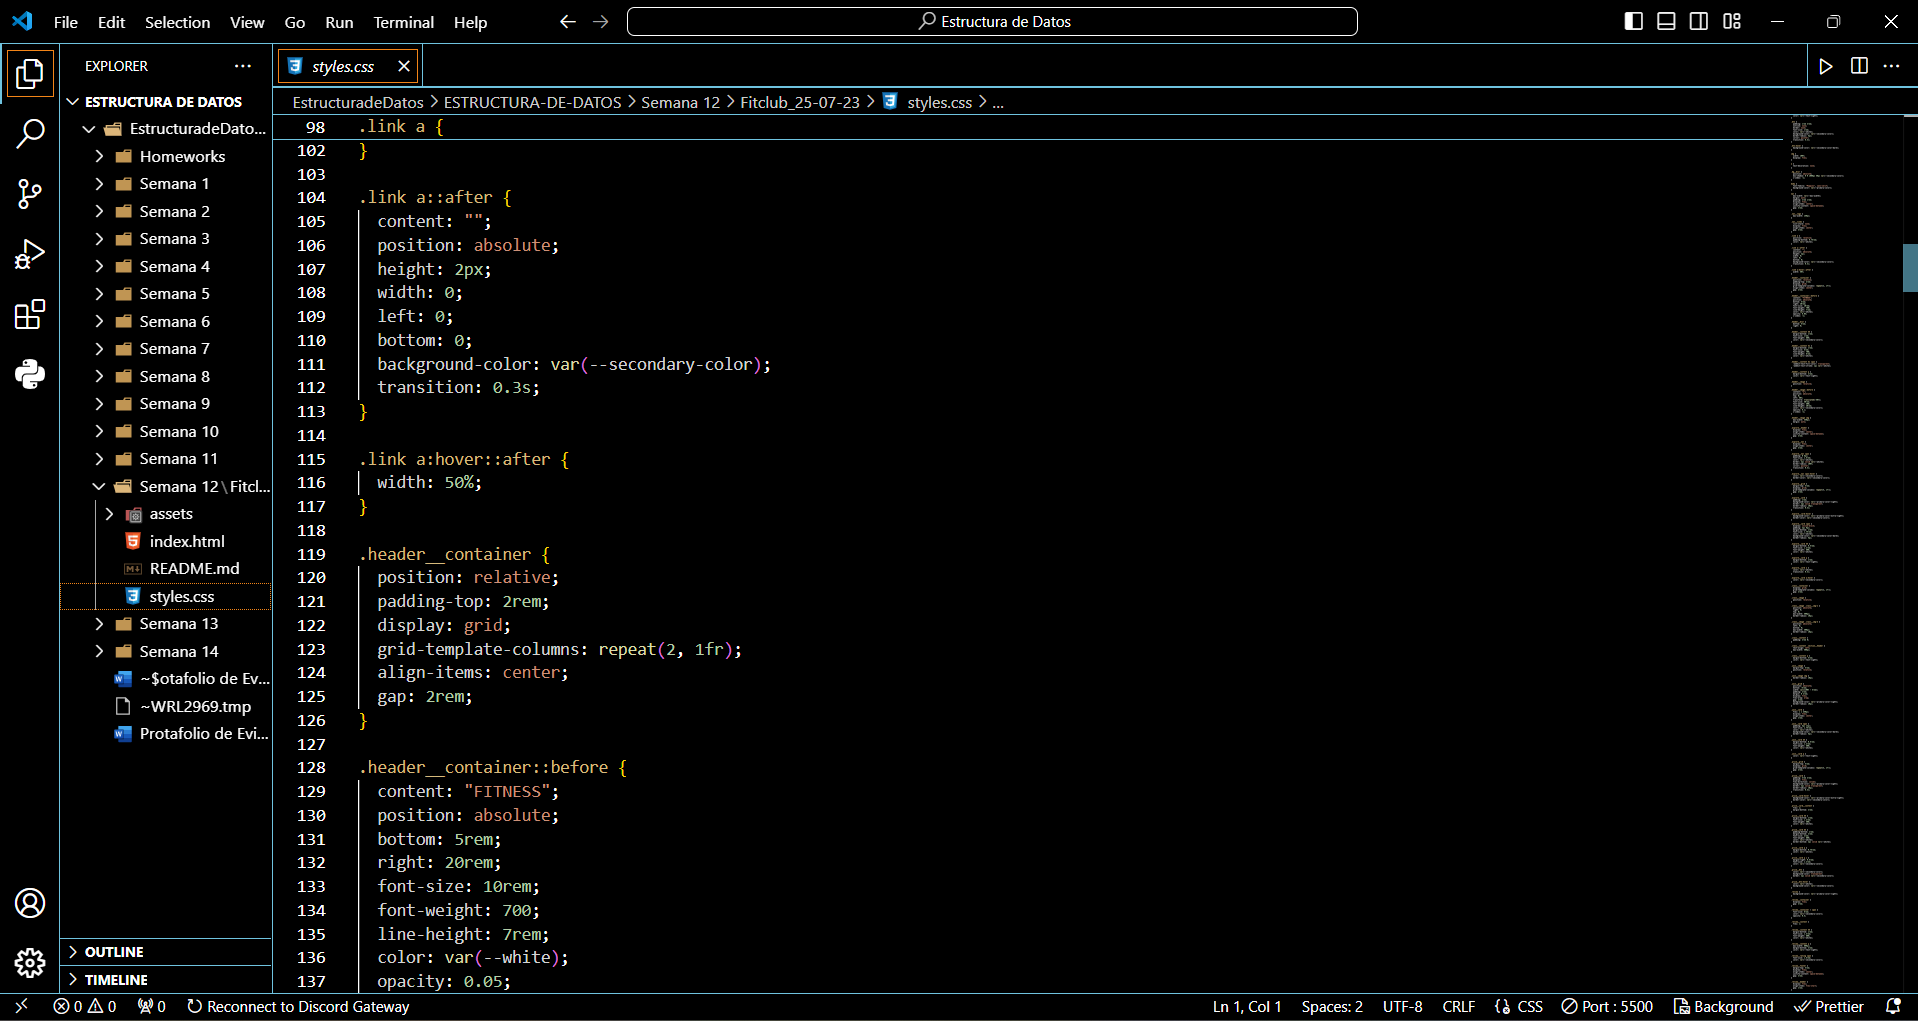 File Edit Selection View Go Run Terminal Help
Estructura de Datos
EXPLORER
ESTRUCTURA DE DATOS
EstructuradeDato...
Homeworks
Semana 1
Semana 2
Semana 3
Semana 4
Semana 5
Semana 6
Semana 7
Semana 8
Semana 9
Semana 10
Semana 11
Semana 12\Fitcl...
assets
index.html
README.md
styles.css
Semana 13
Semana 14
~$otafolio de Ev...
~WRL2969.tmp
Protafolio de Evi...
OUTLINE
TIMELINE
styles.css
EstructuradeDatos > ESTRUCTURA-DE-DATOS > Semana 12 > Fitclub_25-07-23 > styles.css > ...
98 .link a {
102 }
103
104 .link a::after {
105 content: "";
106 position: absolute;
107 height: 2px;
108 width: 0;
109 left: 0;
110 bottom: 0;
111 background-color: var(--secondary-color);
112 transition: 0.3s;
113 }
114
115 .link a:hover::after {
116 width: 50%;
117 }
118
119 .header__container {
120 position: relative;
121 padding-top: 2rem;
122 display: grid;
123 grid-template-columns: repeat(2, 1fr);
124 align-items: center;
125 gap: 2rem;
126 }
127
128 .header__container::before {
129 content: "FITNESS";
130 position: absolute;
131 bottom: 5rem;
132 right: 20rem;
133 font-size: 10rem;
134 font-weight: 700;
135 line-height: 7rem;
136 color: var(--white);
137 opacity: 0.05;
0 0 0 Reconnect to Discord Gateway
Ln 1, Col 1 Spaces: 2 UTF-8 CRLF {} CSS Port : 5500 Background Prettier